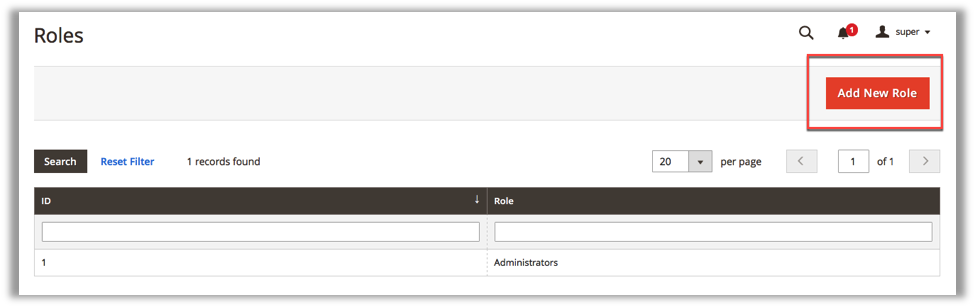 Roles
1
super
Add New Role
Search Reset Filter 1 records found 20 per page 1 of 1
ID Role
1 Administrators